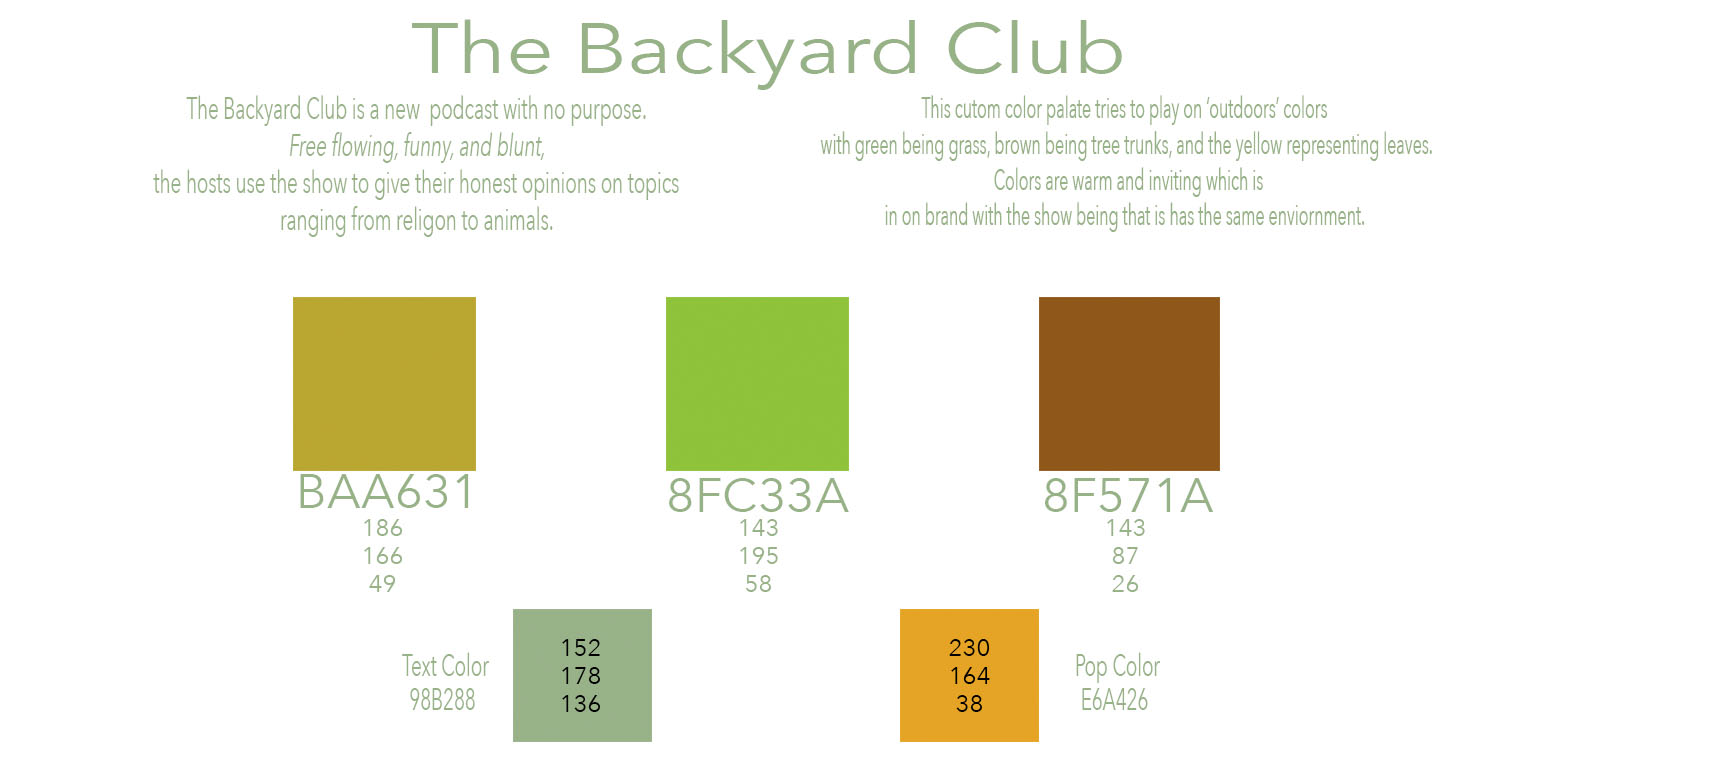 The Backyard Club
The Backyard Club is a new  podcast with no purpose.
Free flowing, funny, and blunt,
the hosts use the show to give their honest opinions on topics
ranging from religon to animals.
This cutom color palate tries to play on ‘outdoors’ colors
with green being grass, brown being tree trunks, and the yellow representing leaves.
Colors are warm and inviting which is
in on brand with the show being that is has the same enviornment.
BAA631
186
166
49
8FC33A
143
195
58
8F571A
143
87
26
Text Color
98B288
152
178
136
230
164
38
Pop Color
E6A426